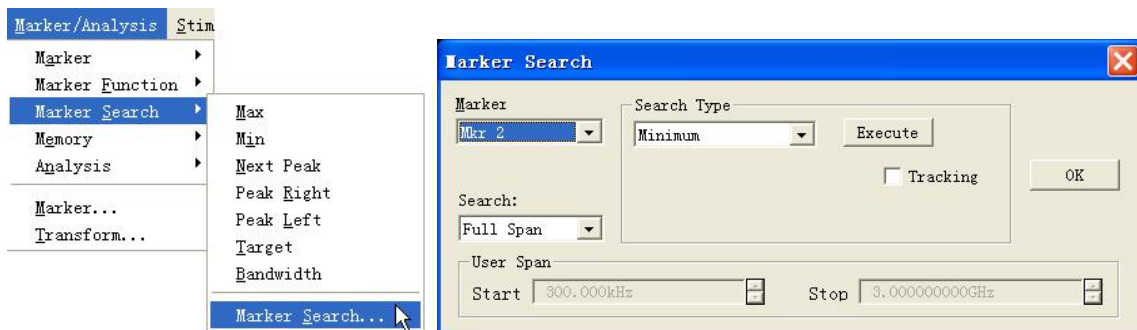 Marker/Analysis Stim
Marker
Marker Function
Marker Search
Memory
Analysis
Marker...
Transform...
Max
Min
Next Peak
Peak Right
Peak Left
Target
Bandwidth
Marker Search...
Marker Search
Marker
Mkr 2
Search Type
Minimum
Execute
Tracking
OK
Search:
Full Span
User Span
Start 300.000kHz Stop 3.000000000GHz